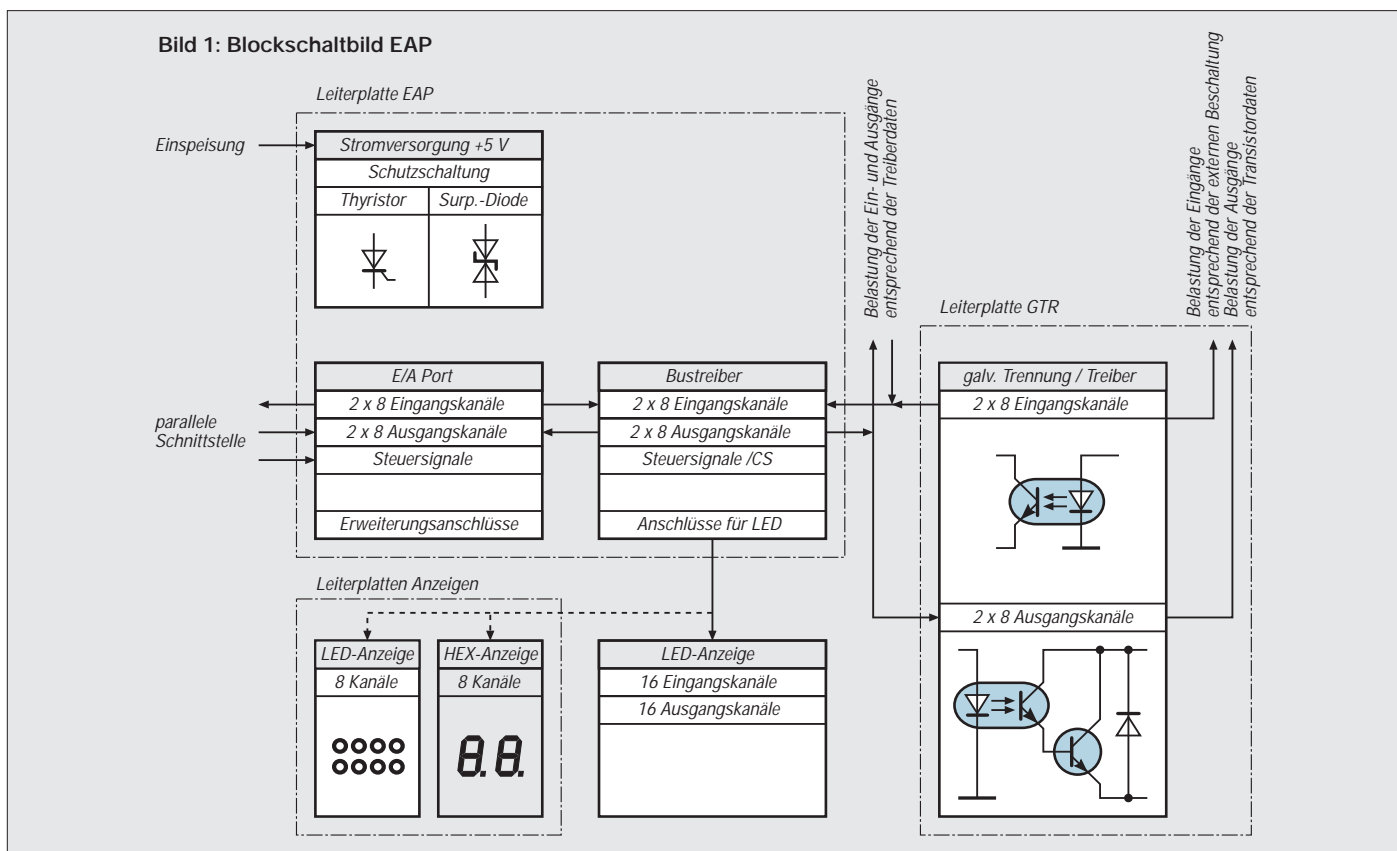 Bild 1: Blockschaltbild EAP
Leiterplatte EAP
Einspeisung
Stromversorgung +5 V
Schutzschaltung
Thyristor
Surp.-Diode
Belastung der Ein- und Ausgänge
entsprechend der Treiberdaten
Belastung der Eingänge
entsprechend der externen Beschaltung
Belastung der Ausgänge
entsprechend der Transistordaten
Leiterplatte GTR
parallele
Schnittstelle
E/A Port
2 x 8 Eingangskanäle
2 x 8 Ausgangskanäle
Steuersignale
Erweiterungsanschlüsse
Bustreiber
2 x 8 Eingangskanäle
2 x 8 Ausgangskanäle
Steuersignale /CS
Anschlüsse für LED
galv. Trennung / Treiber
2 x 8 Eingangskanäle
2 x 8 Ausgangskanäle
Leiterplatten Anzeigen
LED-Anzeige
8 Kanäle
HEX-Anzeige
8 Kanäle
8.8.
LED-Anzeige
16 Eingangskanäle
16 Ausgangskanäle